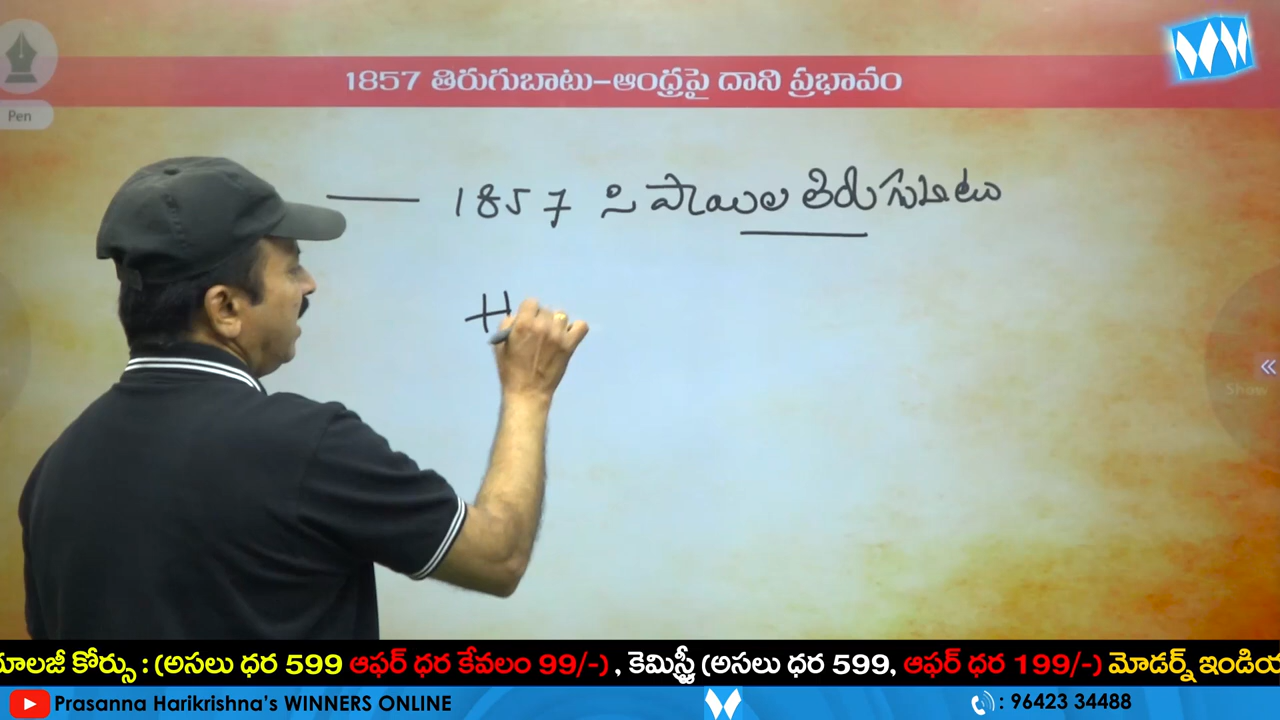 Pen
1857 తిరుగుబాటు-ఆంధ్రపై దాని ప్రభావం
1857 సిపాయిల తిరుగుబాటు
H
Show
కోర్సు : (అసలు ధర 599 ఆఫర్ ధర కేవలం 99/-) , కెమిస్ట్రీ (అసలు ధర 599, ఆఫర్ ధర 199/-) మోడర్న్
Prasanna Harikrishna's WINNERS ONLINE
: 96423 34488